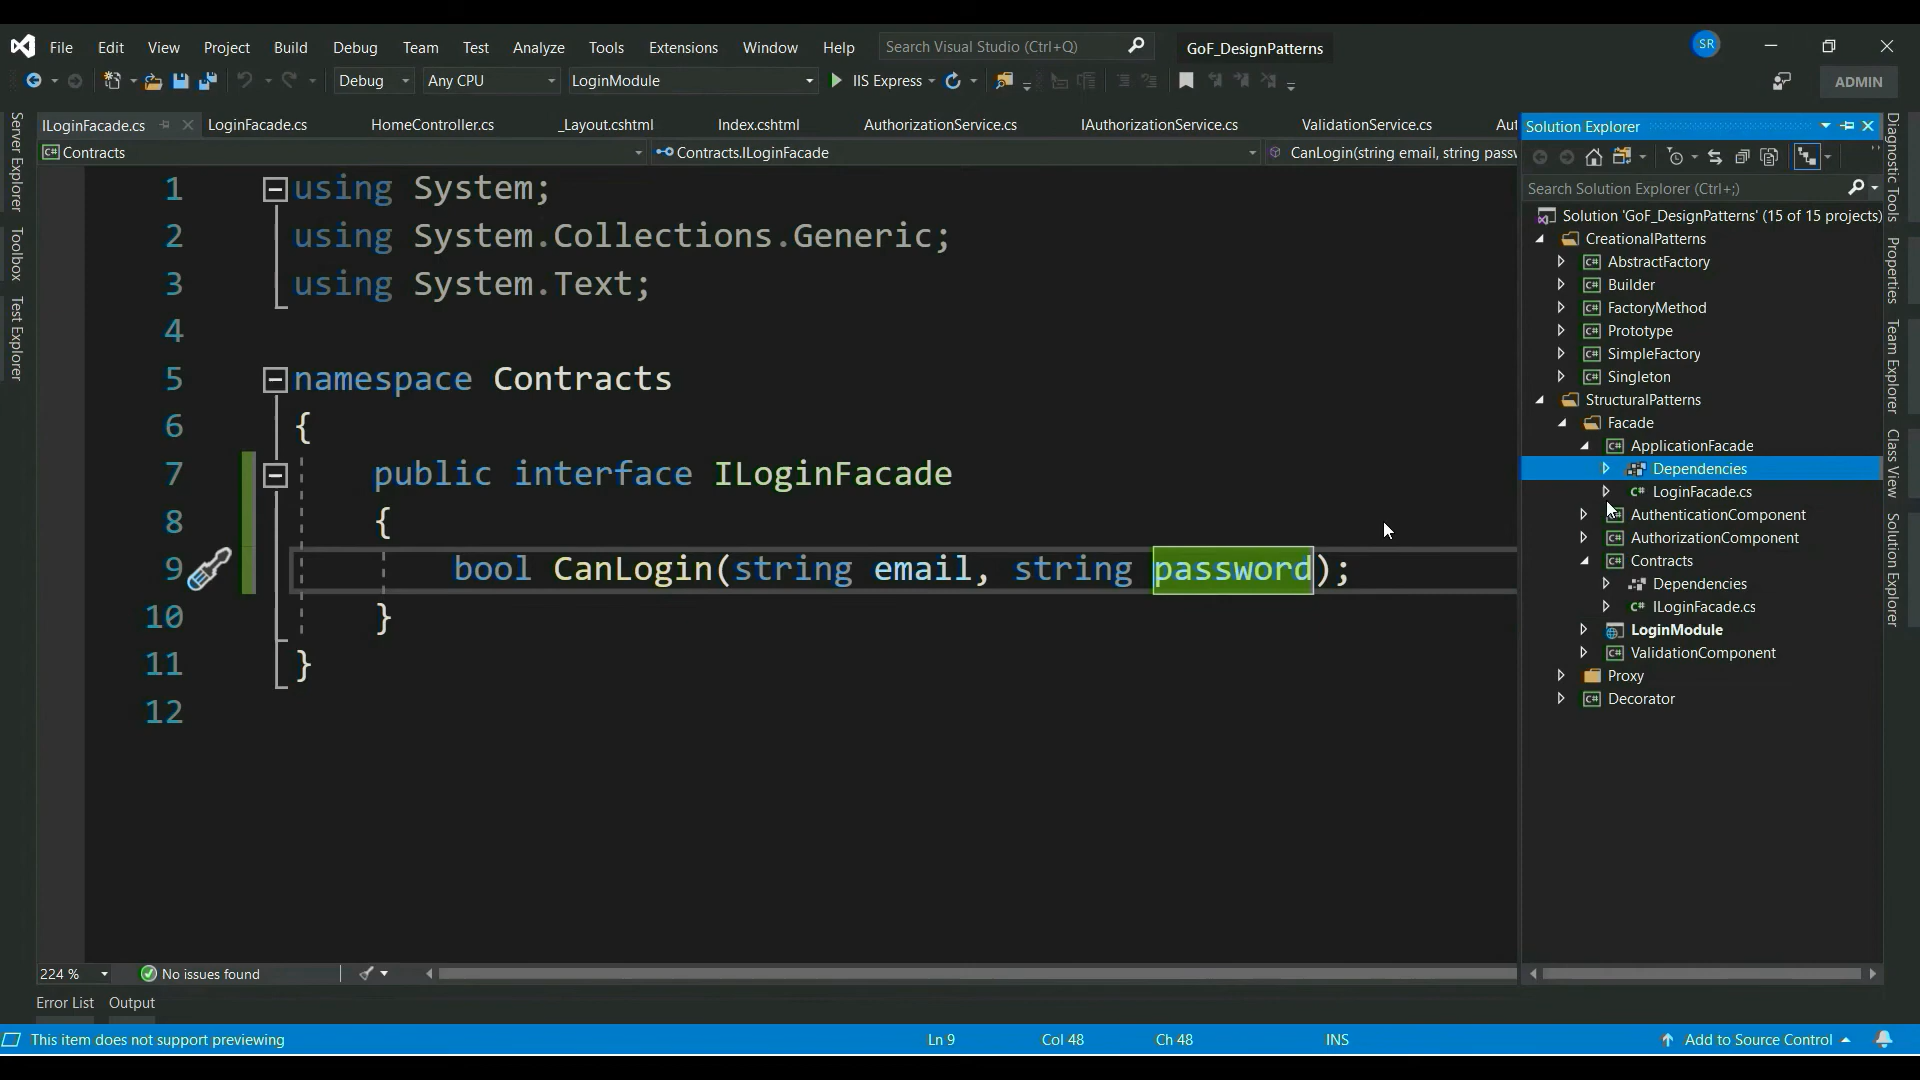 File Edit View Project Build Debug Team Test Analyze Tools Extensions Window Help Search Visual Studio (Ctrl+Q) GoF_DesignPatterns SR
Debug Any CPU LoginModule IIS Express ADMIN
ILoginFacade.cs LoginFacade.cs HomeController.cs _Layout.cshtml Index.cshtml AuthorizationService.cs IAuthorizationService.cs ValidationService.cs Aut
Contracts Contracts.ILoginFacade CanLogin(string email, string passw
Server Explorer
Toolbox
Test Explorer
1 using System;
2 using System.Collections.Generic;
3 using System.Text;
4
5 namespace Contracts
6 {
7 public interface ILoginFacade
8 {
9 bool CanLogin(string email, string password);
10 }
11 }
12
Solution Explorer
Search Solution Explorer (Ctrl+;)
Solution 'GoF_DesignPatterns' (15 of 15 projects)
CreationalPatterns
C# AbstractFactory
C# Builder
C# FactoryMethod
C# Prototype
C# SimpleFactory
C# Singleton
StructuralPatterns
Facade
C# ApplicationFacade
Dependencies
C# LoginFacade.cs
C# AuthenticationComponent
C# AuthorizationComponent
C# Contracts
Dependencies
C# ILoginFacade.cs
LoginModule
C# ValidationComponent
Proxy
C# Decorator
Diagnostic Tools
Properties
Team Explorer
Class View
Solution Explorer
224 % No issues found
Error List Output
This item does not support previewing Ln 9 Col 48 Ch 48 INS Add to Source Control